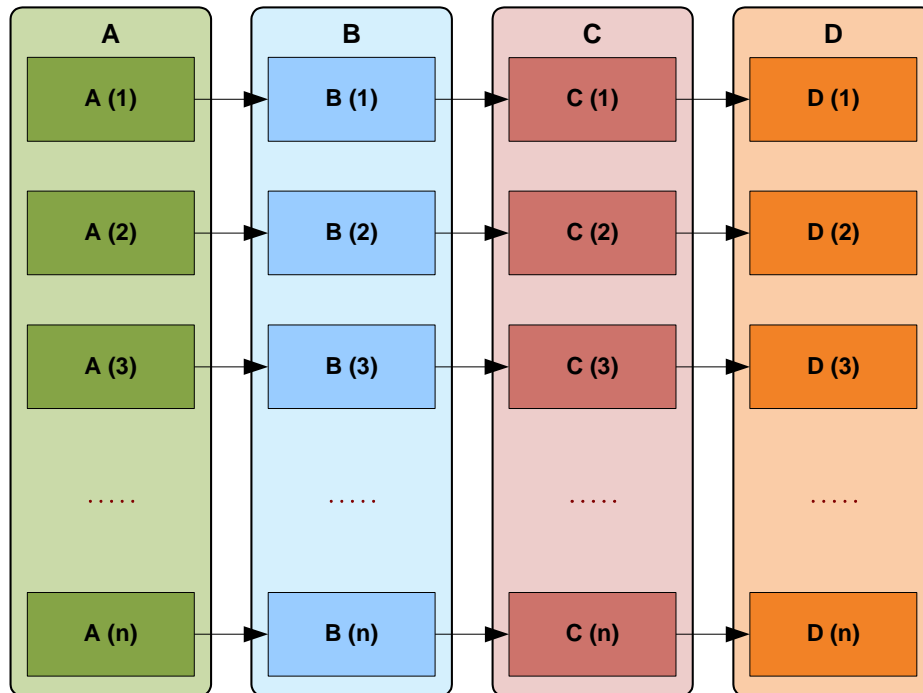 A B C D
A (1) B (1) C (1) D (1)
A (2) B (2) C (2) D (2)
A (3) B (3) C (3) D (3)
..... ..... ..... .....
A (n) B (n) C (n) D (n)